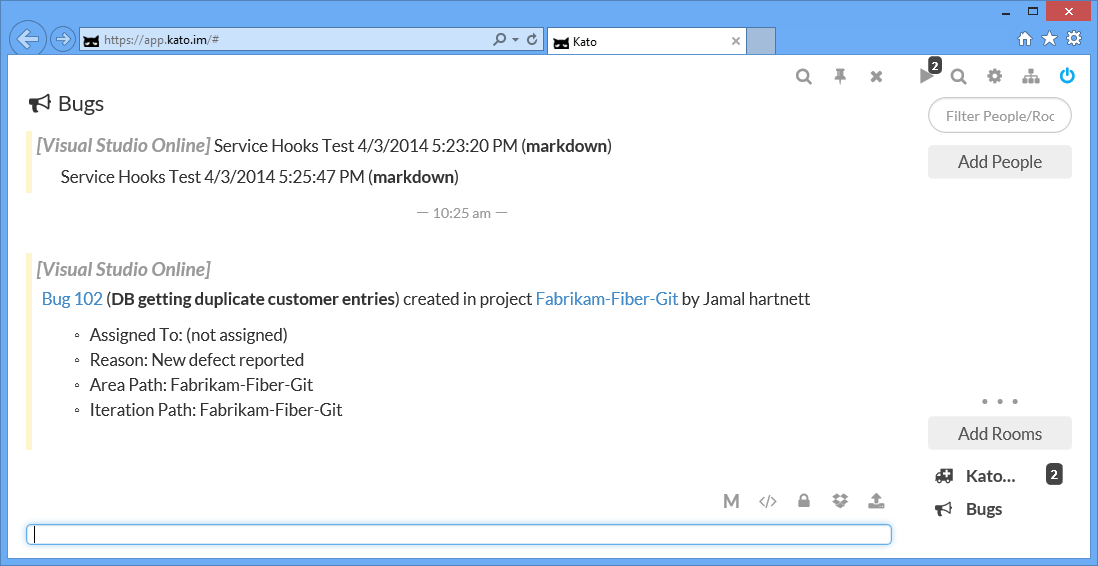 https://app.kato.im/#
Kato
2
Bugs
Filter People/Roc
[Visual Studio Online] Service Hooks Test 4/3/2014 5:23:20 PM (markdown)
Add People
Service Hooks Test 4/3/2014 5:25:47 PM (markdown)
— 10:25 am —
[Visual Studio Online]
Bug 102 (DB getting duplicate customer entries) created in project Fabrikam-Fiber-Git by Jamal hartnett
Assigned To: (not assigned)
Reason: New defect reported
Area Path: Fabrikam-Fiber-Git
Iteration Path: Fabrikam-Fiber-Git
Add Rooms
Kato...
2
M </>
Bugs